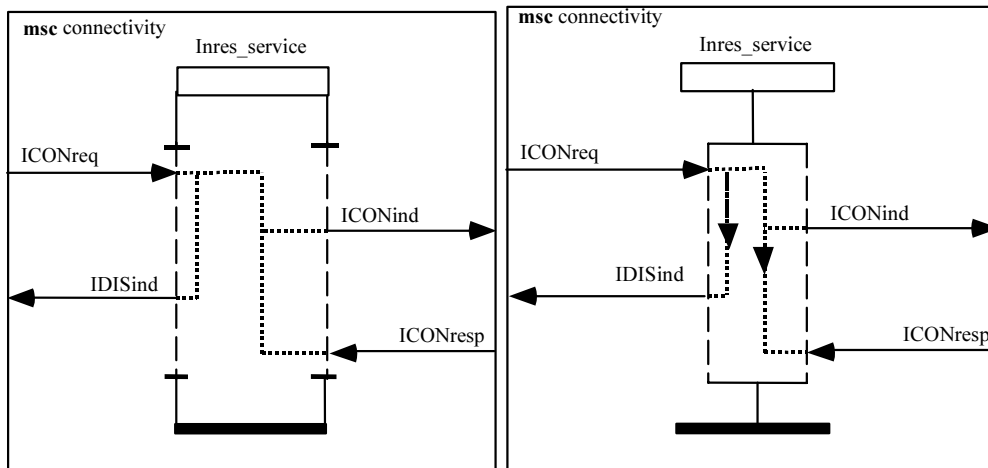 msc connectivity
Inres_service
ICONreq
ICONind
IDISind
ICONresp
msc connectivity
Inres_service
ICONreq
ICONind
IDISind
ICONresp